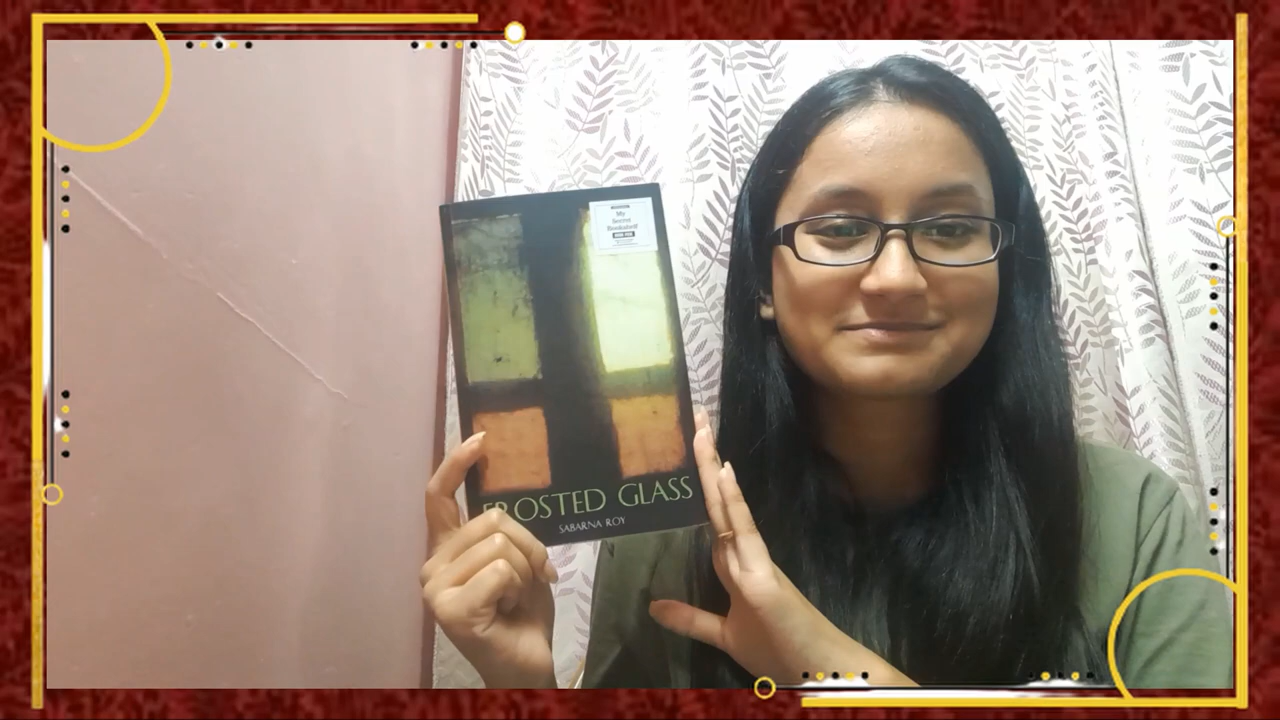 My
Secret
Bookshelf
FROSTED GLASS
SABARNA ROY